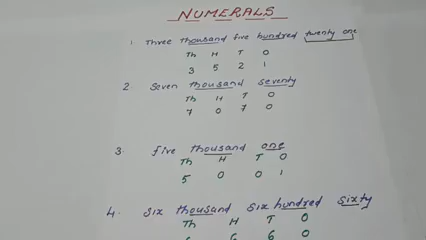 NUMERALS
1. Three thousand five hundred twenty one
Th H T O
3 5 2 1
2. Seven thousand seventy
Th H T O
7 0 7 0
3. Five thousand one
Th H T O
5 0 0 1
4. Six thousand six hundred sixty
Th H T O
6 6 6 0